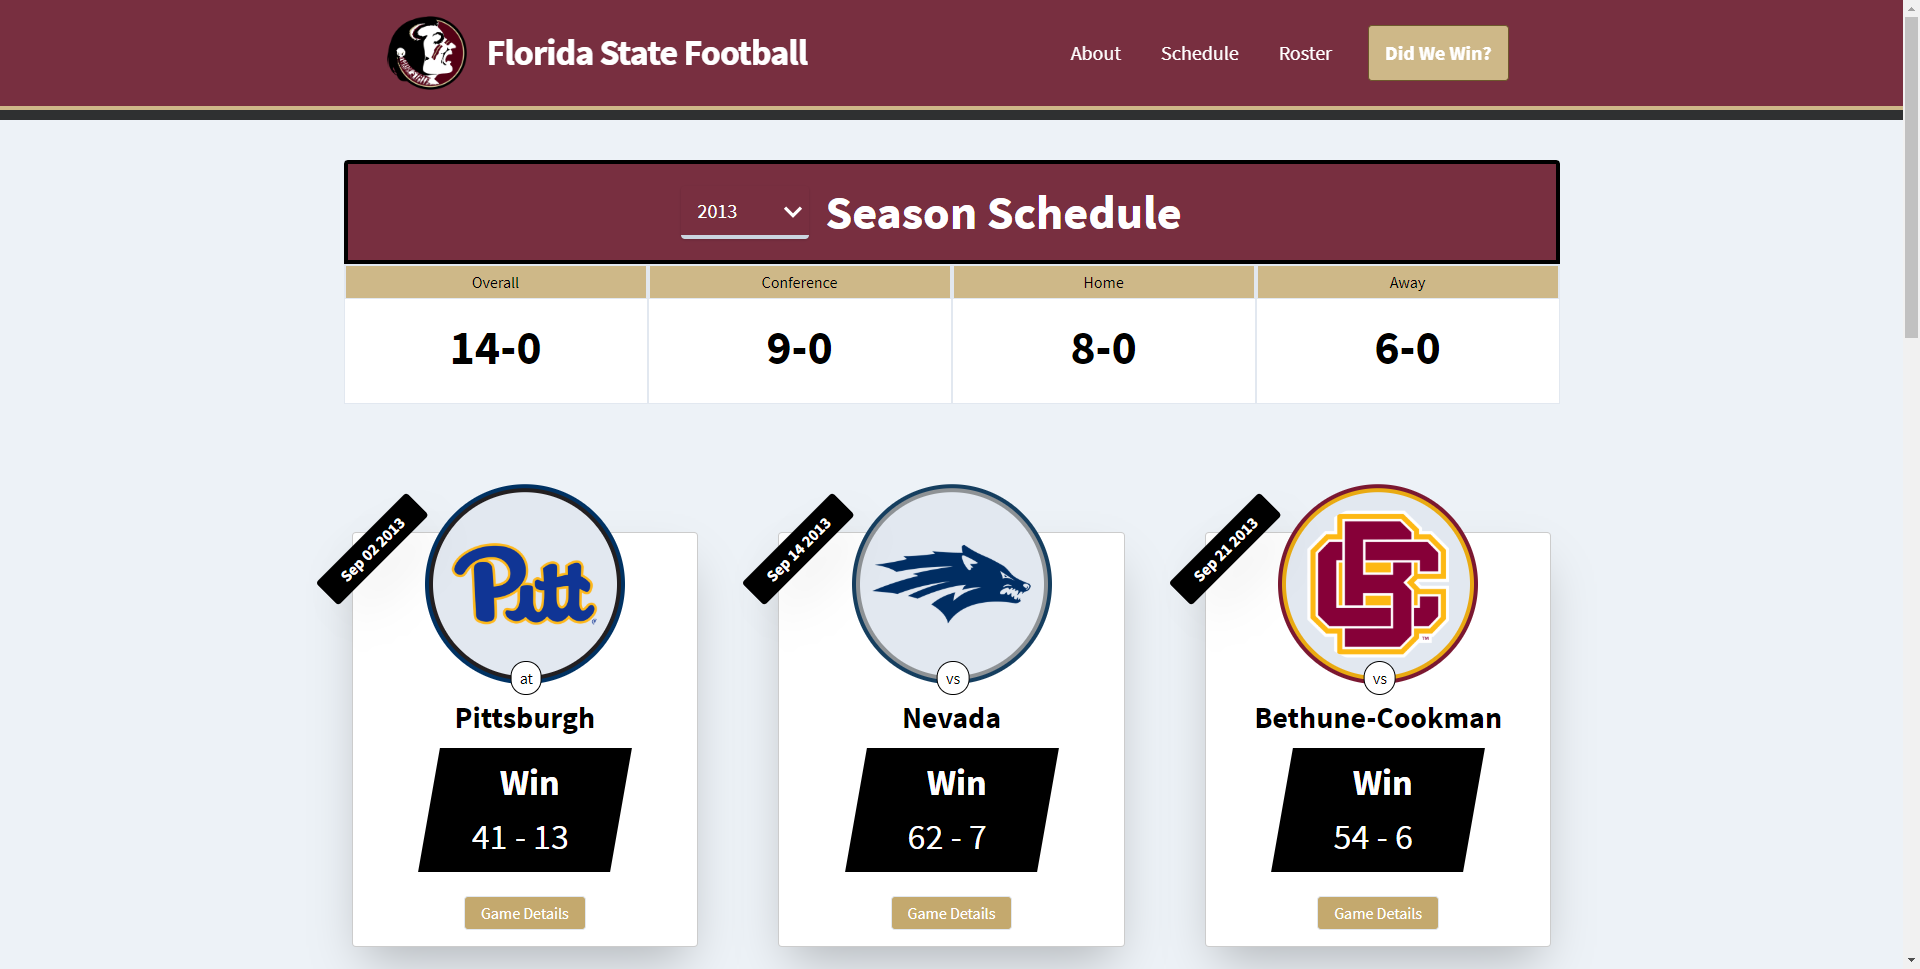 Florida State Football
About Schedule Roster Did We Win?
2013 Season Schedule
Overall Conference Home Away
14-0 9-0 8-0 6-0
Sep 02 2013 Sep 14 2013 Sep 21 2013
Pitt
at vs vs
Pittsburgh Nevada Bethune-Cookman
Win Win Win
41 - 13 62 - 7 54 - 6
Game Details Game Details Game Details